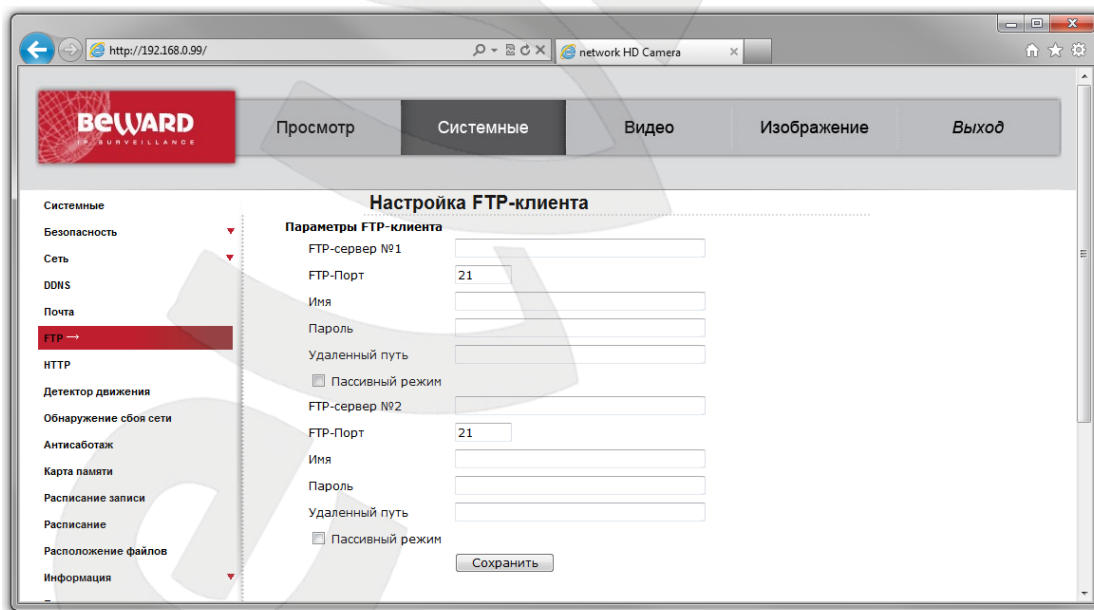 http://192.168.0.99/
network HD Camera
BEWARD
IP SURVEILLANCE
Просмотр
Системные
Видео
Изображение
Выход
Системные
Безопасность
Сеть
DDNS
Почта
FTP →
HTTP
Детектор движения
Обнаружение сбоя сети
Антисаботаж
Карта памяти
Расписание записи
Расписание
Расположение файлов
Информация
Настройка FTP-клиента
Параметры FTP-клиента
FTP-сервер №1
FTP-Порт 21
Имя
Пароль
Удаленный путь
Пассивный режим
FTP-сервер №2
FTP-Порт 21
Имя
Пароль
Удаленный путь
Пассивный режим
Сохранить